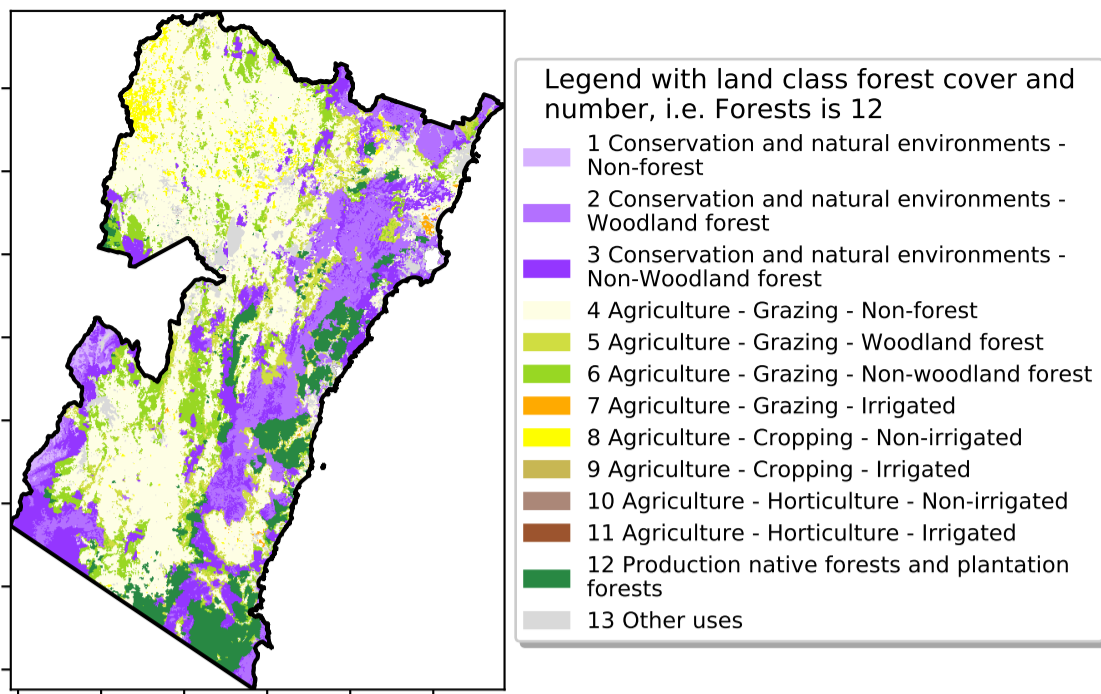 Legend with land class forest cover and
number, i.e. Forests is 12
1 Conservation and natural environments -
Non-forest
2 Conservation and natural environments -
Woodland forest
3 Conservation and natural environments -
Non-Woodland forest
4 Agriculture - Grazing - Non-forest
5 Agriculture - Grazing - Woodland forest
6 Agriculture - Grazing - Non-woodland forest
7 Agriculture - Grazing - Irrigated
8 Agriculture - Cropping - Non-irrigated
9 Agriculture - Cropping - Irrigated
10 Agriculture - Horticulture - Non-irrigated
11 Agriculture - Horticulture - Irrigated
12 Production native forests and plantation
forests
13 Other uses